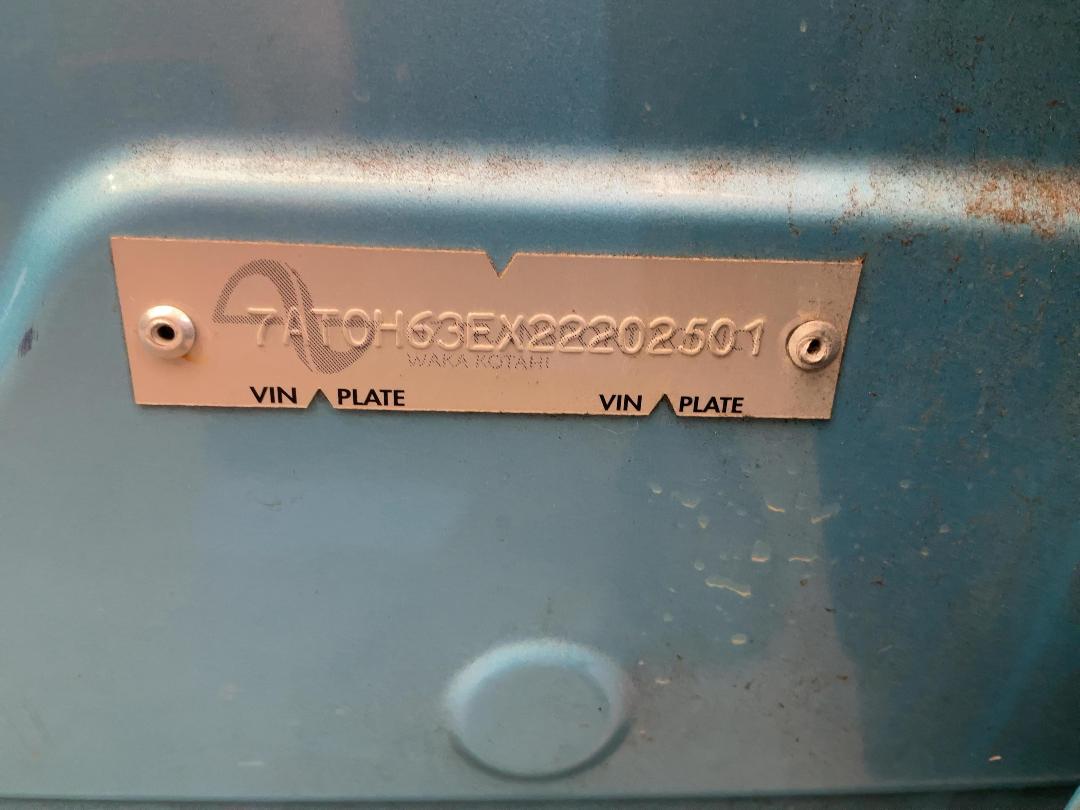 7AT0H63EX22202501
WAKA KOTAHI
VIN PLATE VIN PLATE